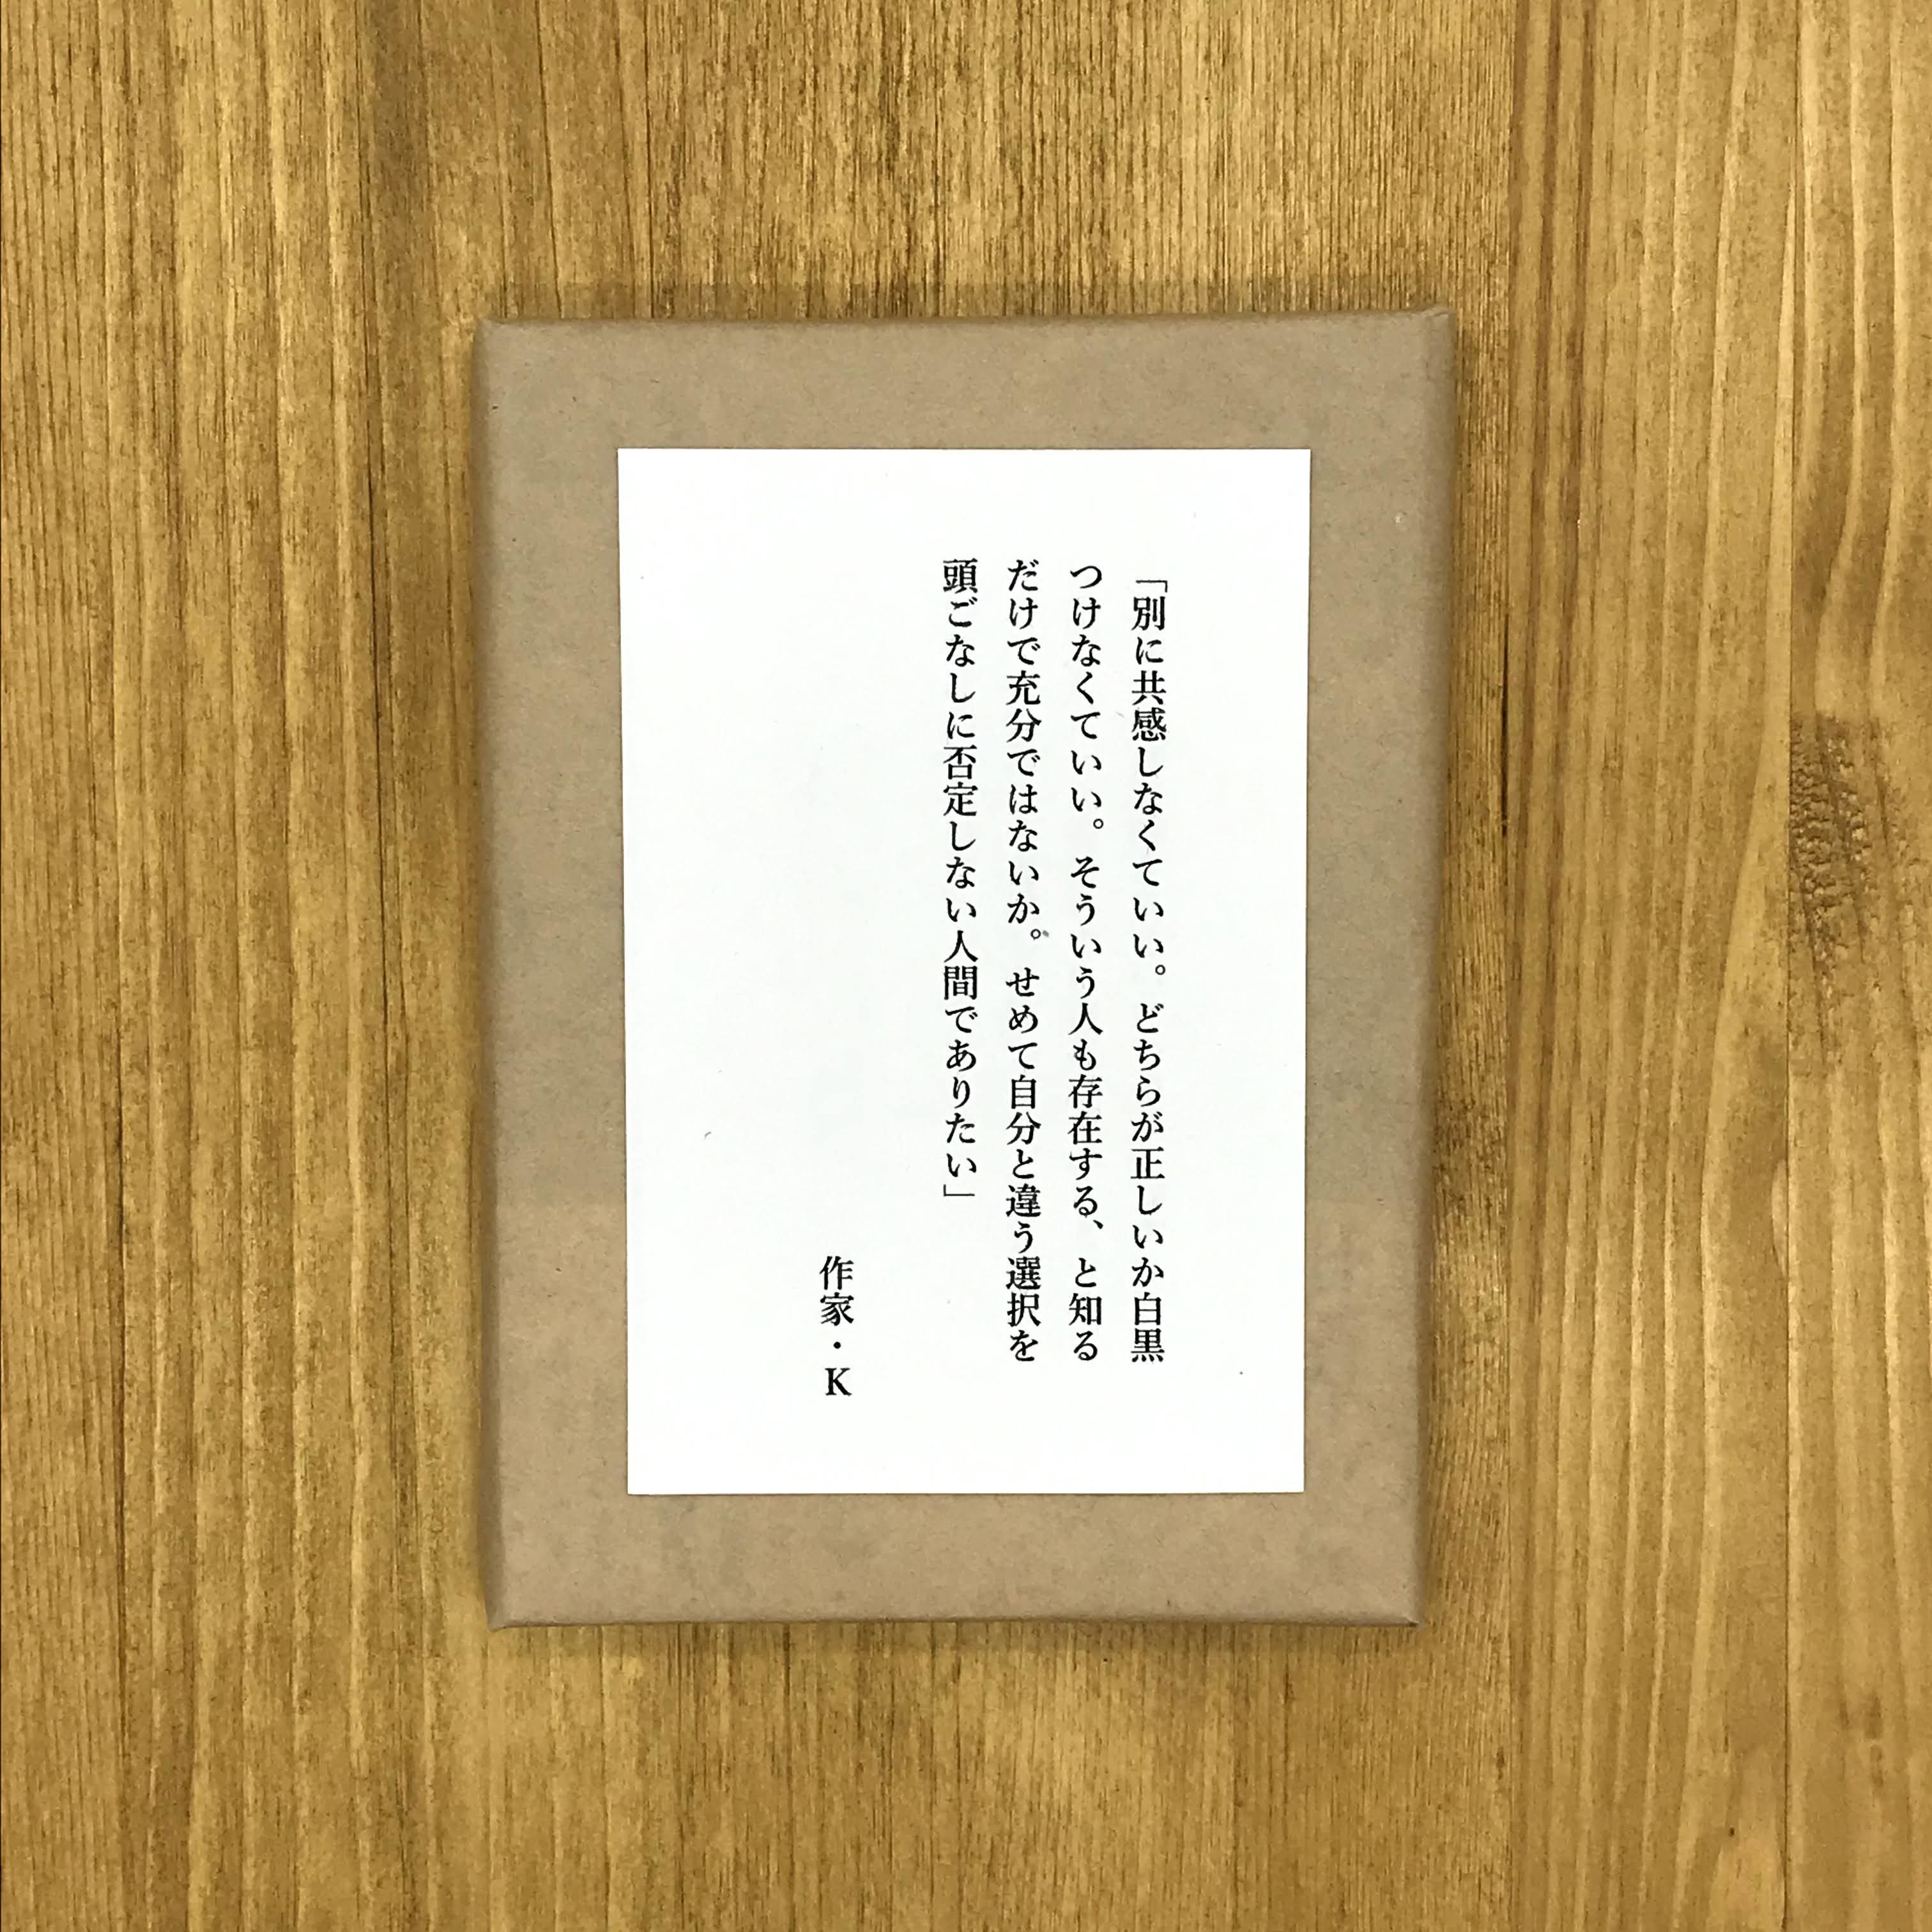 「別に共感しなくていい。どちらが正しいか白黒
つけなくていい。そういう人も存在する、と知る
だけで充分ではないか。せめて自分と違う選択を
頭ごなしに否定しない人間でありたい」
作家・K